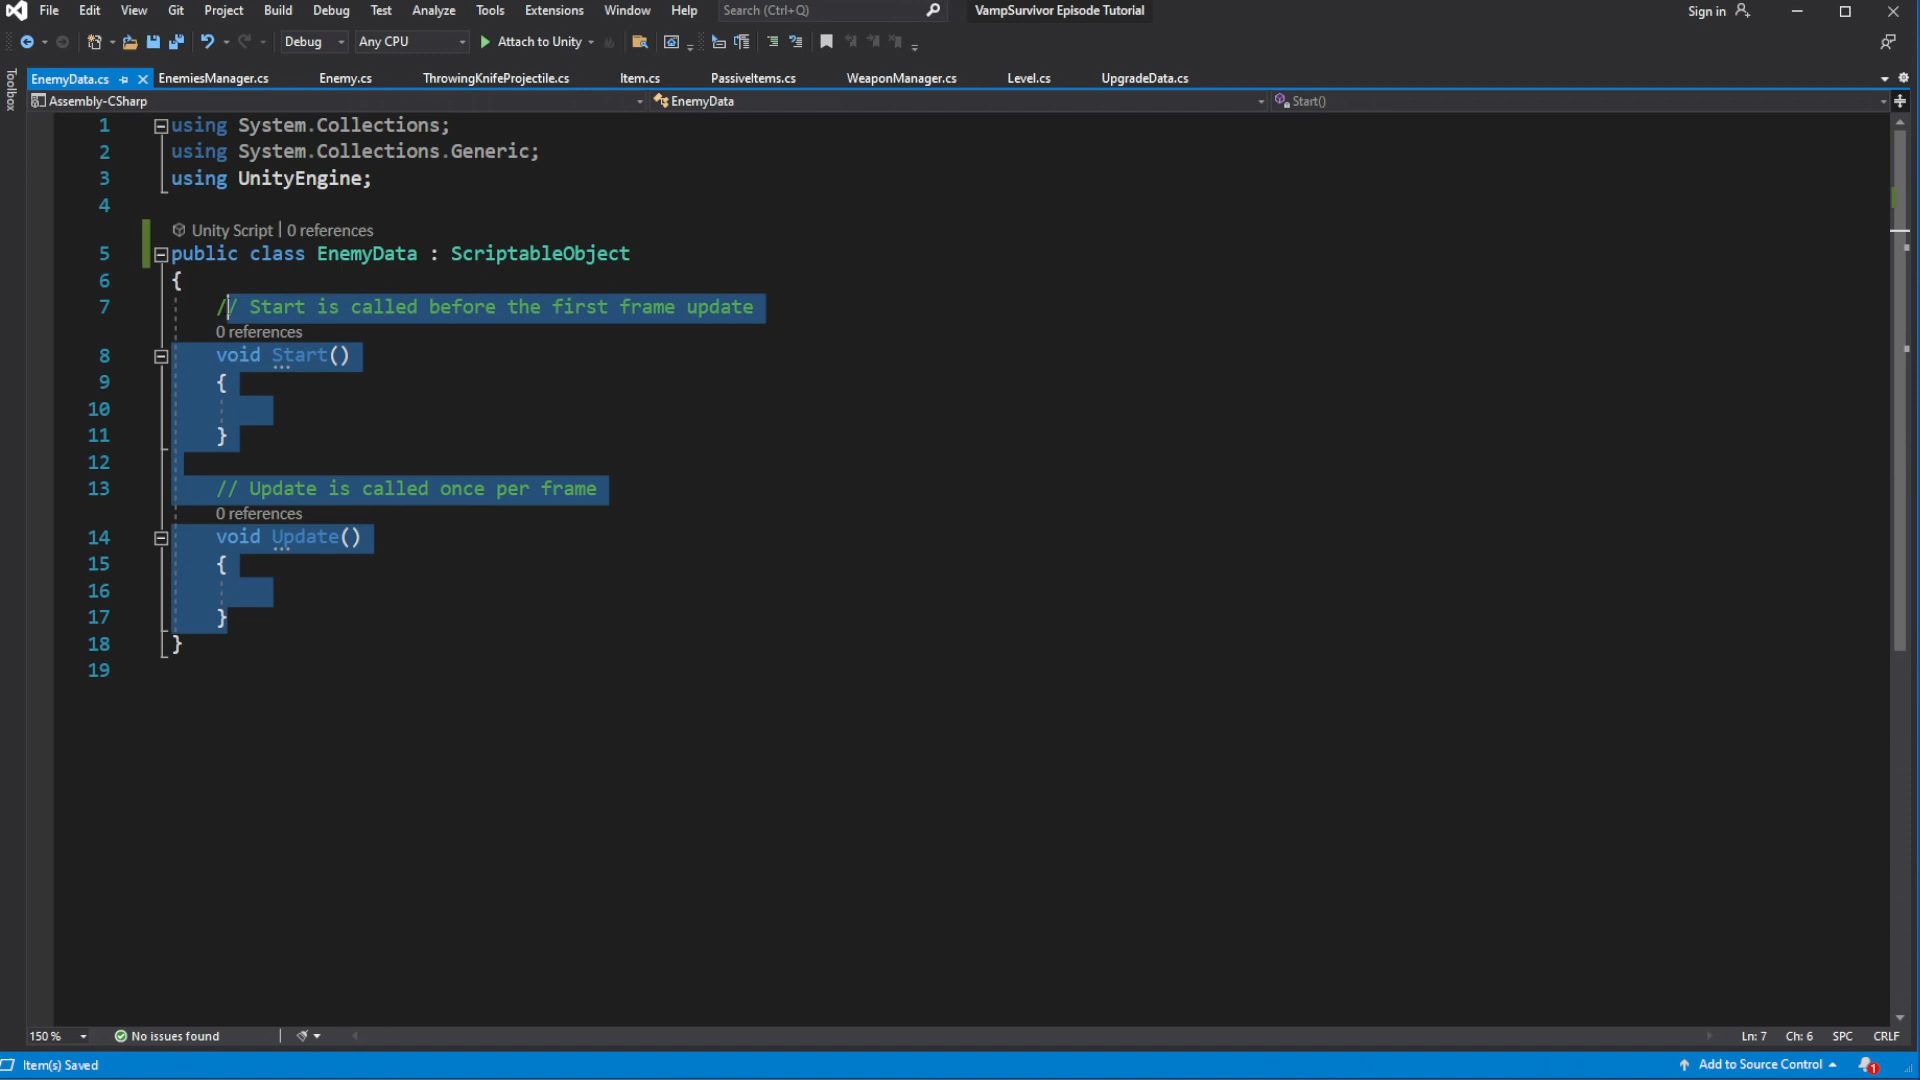 File Edit View Git Project Build Debug Test Analyze Tools Extensions Window Help Search (Ctrl+Q) VampSurvivor Episode Tutorial Sign in
Debug Any CPU Attach to Unity
EnemyData.cs EnemiesManager.cs Enemy.cs ThrowingKnifeProjectile.cs Item.cs PassiveItems.cs WeaponManager.cs Level.cs UpgradeData.cs
Toolbox
Assembly-CSharp EnemyData Start()
1 using System.Collections;
2 using System.Collections.Generic;
3 using UnityEngine;
4
Unity Script | 0 references
5 public class EnemyData : ScriptableObject
6 {
7 // Start is called before the first frame update
0 references
8 void Start()
9 {
10
11 }
12
13 // Update is called once per frame
0 references
14 void Update()
15 {
16
17 }
18 }
19
150 % No issues found Ln: 7 Ch: 6 SPC CRLF
Item(s) Saved Add to Source Control 1